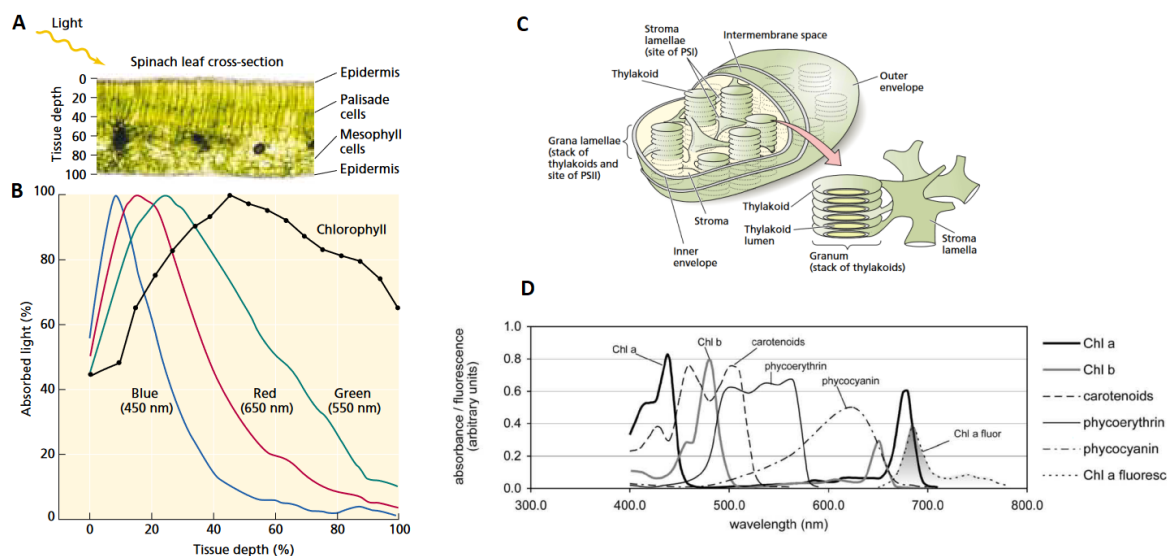 A
Light
Spinach leaf cross-section
Tissue depth
0
20
40
60
80
100
Epidermis
Palisade
cells
Mesophyll
cells
Epidermis
B
Absorbed light (%)
100
80
60
40
20
Chlorophyll
Blue
(450 nm)
Red
(650 nm)
Green
(550 nm)
0 20 40 60 80 100
Tissue depth (%)
C
Stroma
lamellae
(site of PSI)
Intermembrane space
Thylakoid
Outer
envelope
Grana lamellae
(stack of
thylakoids and
site of PSII)
Stroma
Inner
envelope
Thylakoid
Thylakoid
lumen
Granum
(stack of thylakoids)
Stroma
lamella
D
absorbance / fluorescence
(arbitrary units)
1.0
0.8
0.6
0.4
0.2
0.0
Chl a
Chl b
carotenoids
phycoerythrin
phycocyanin
Chl a fluor
400.0 500.0 600.0 700.0 800.0
wavelength (nm)
Chl a
Chl b
carotenoids
phycoerythrin
phycocyanin
Chl a fluoresc